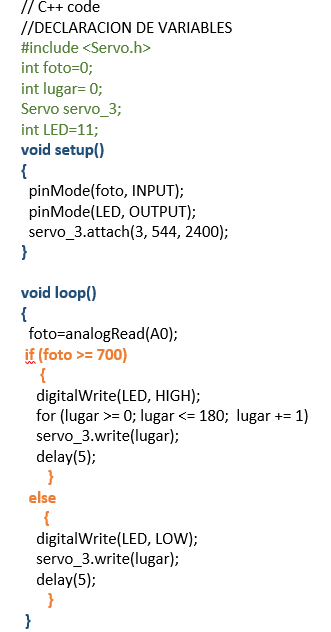 // C++ code
//DECLARACION DE VARIABLES
#include <Servo.h>
int foto=0;
int lugar= 0;
Servo servo_3;
int LED=11;
void setup()
{
pinMode(foto, INPUT);
pinMode(LED, OUTPUT);
servo_3.attach(3, 544, 2400);
}
void loop()
{
foto=analogRead(A0);
if (foto >= 700)
{
digitalWrite(LED, HIGH);
for (lugar >= 0; lugar <= 180;  lugar += 1)
servo_3.write(lugar);
delay(5);
}
else
{
digitalWrite(LED, LOW);
servo_3.write(lugar);
delay(5);
}
}